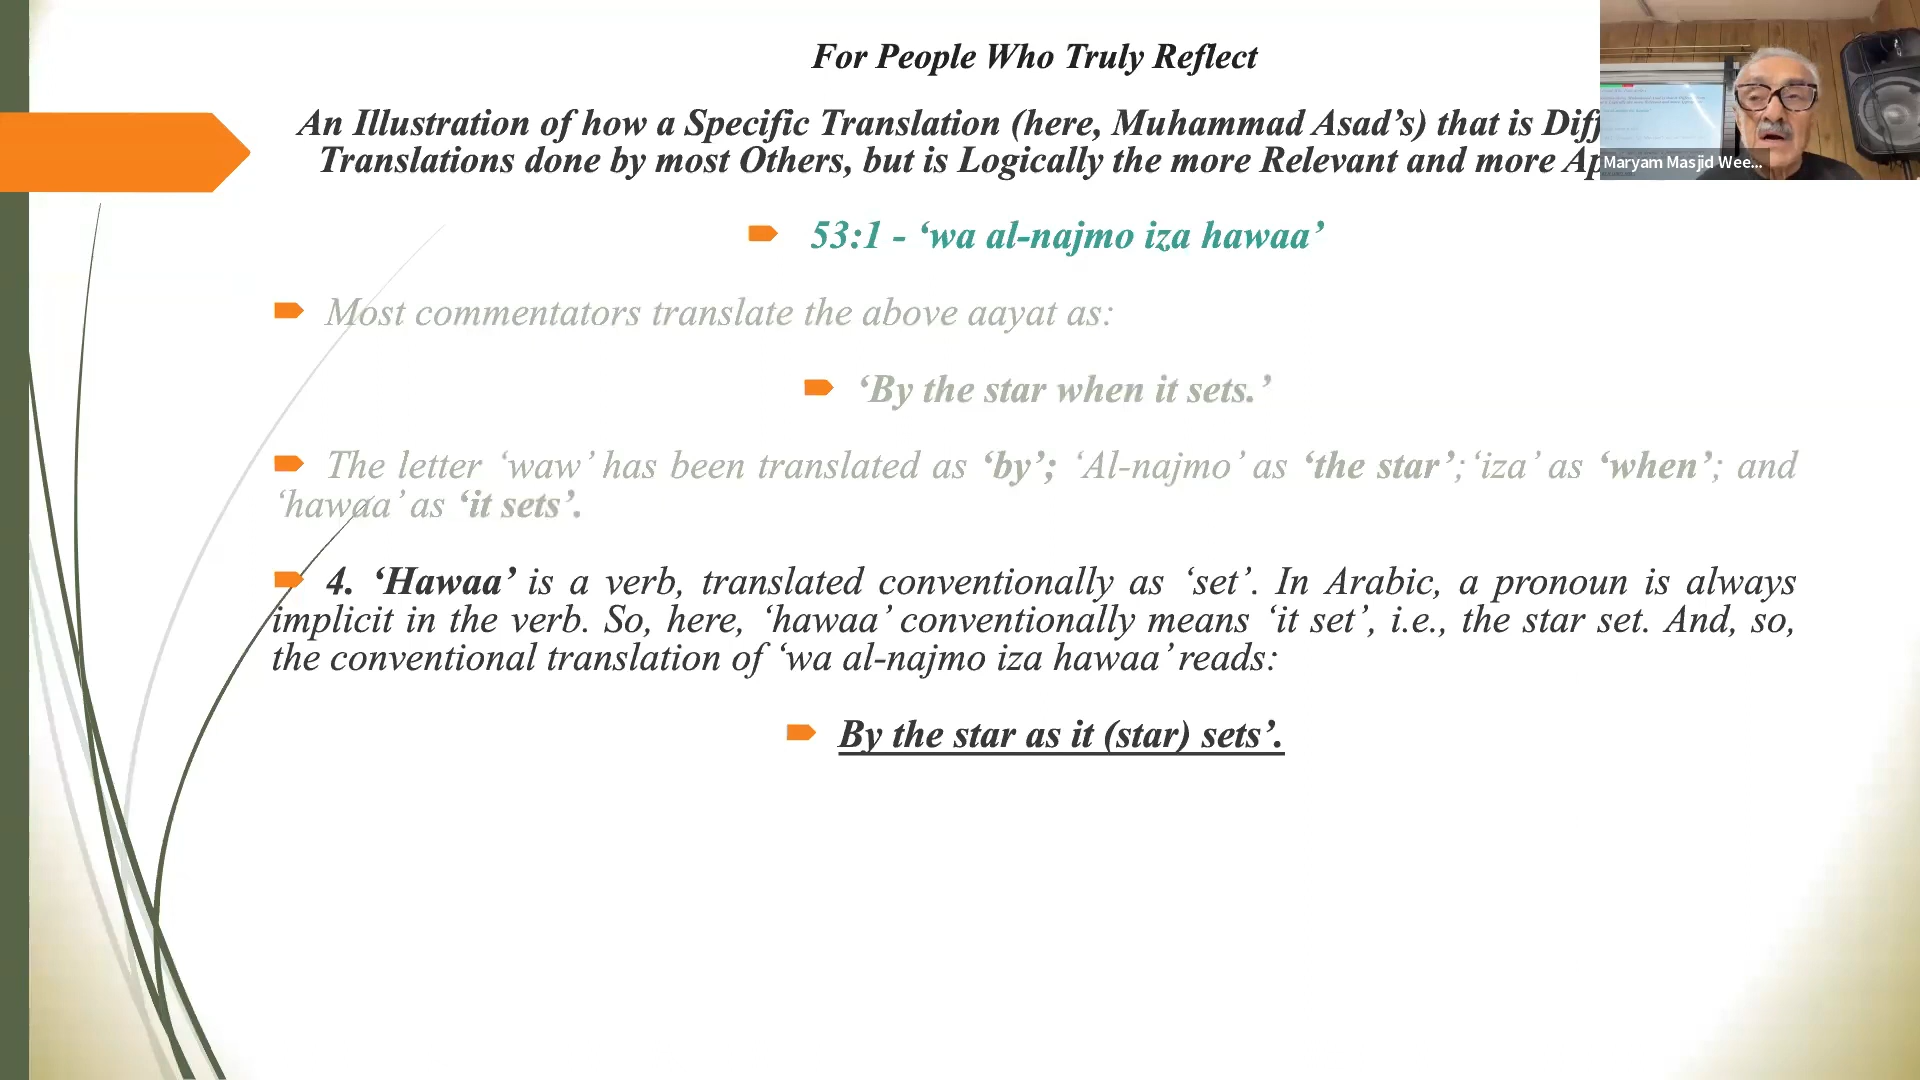 For People Who Truly Reflect
An Illustration of how a Specific Translation (here, Muhammad Asad’s) that is
Translations done by most Others, but is Logically the more Relevant and more
Maryam Masjid Wee...
53:1 - ‘wa al-najmo iza hawaa’
Most commentators translate the above aayat as:
‘By the star when it sets.’
The letter ‘waw’ has been translated as ‘by’; ‘Al-najmo’ as ‘the star’;‘iza’ as ‘when’; and
‘hawaa’ as ‘it sets’.
4. ‘Hawaa’ is a verb, translated conventionally as ‘set’. In Arabic, a pronoun is always
implicit in the verb. So, here, ‘hawaa’ conventionally means ‘it set’, i.e., the star set. And, so,
the conventional translation of ‘wa al-najmo iza hawaa’ reads:
By the star as it (star) sets’.